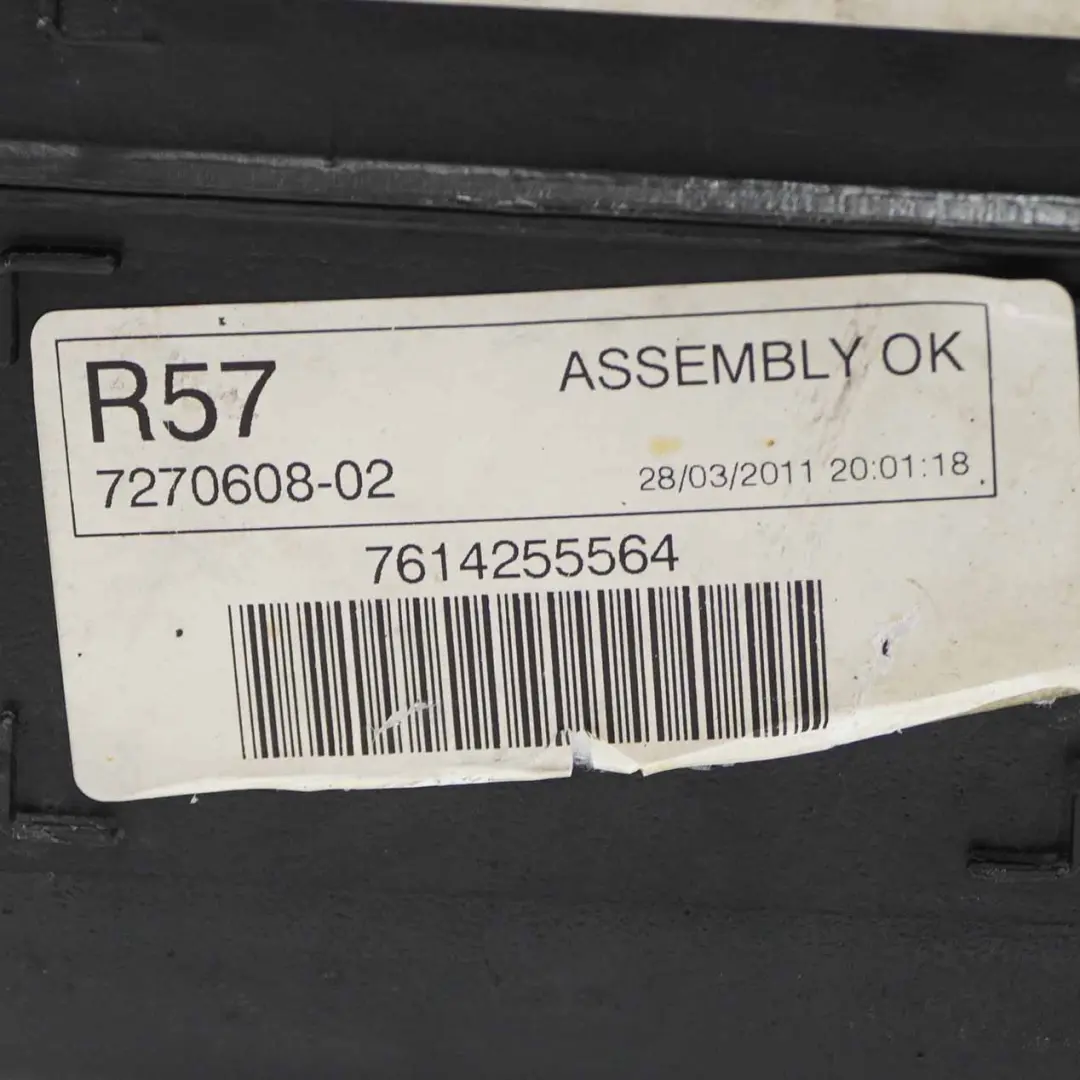 R57
ASSEMBLY OK
7270608-02
28/03/2011 20:01:18
7614255564